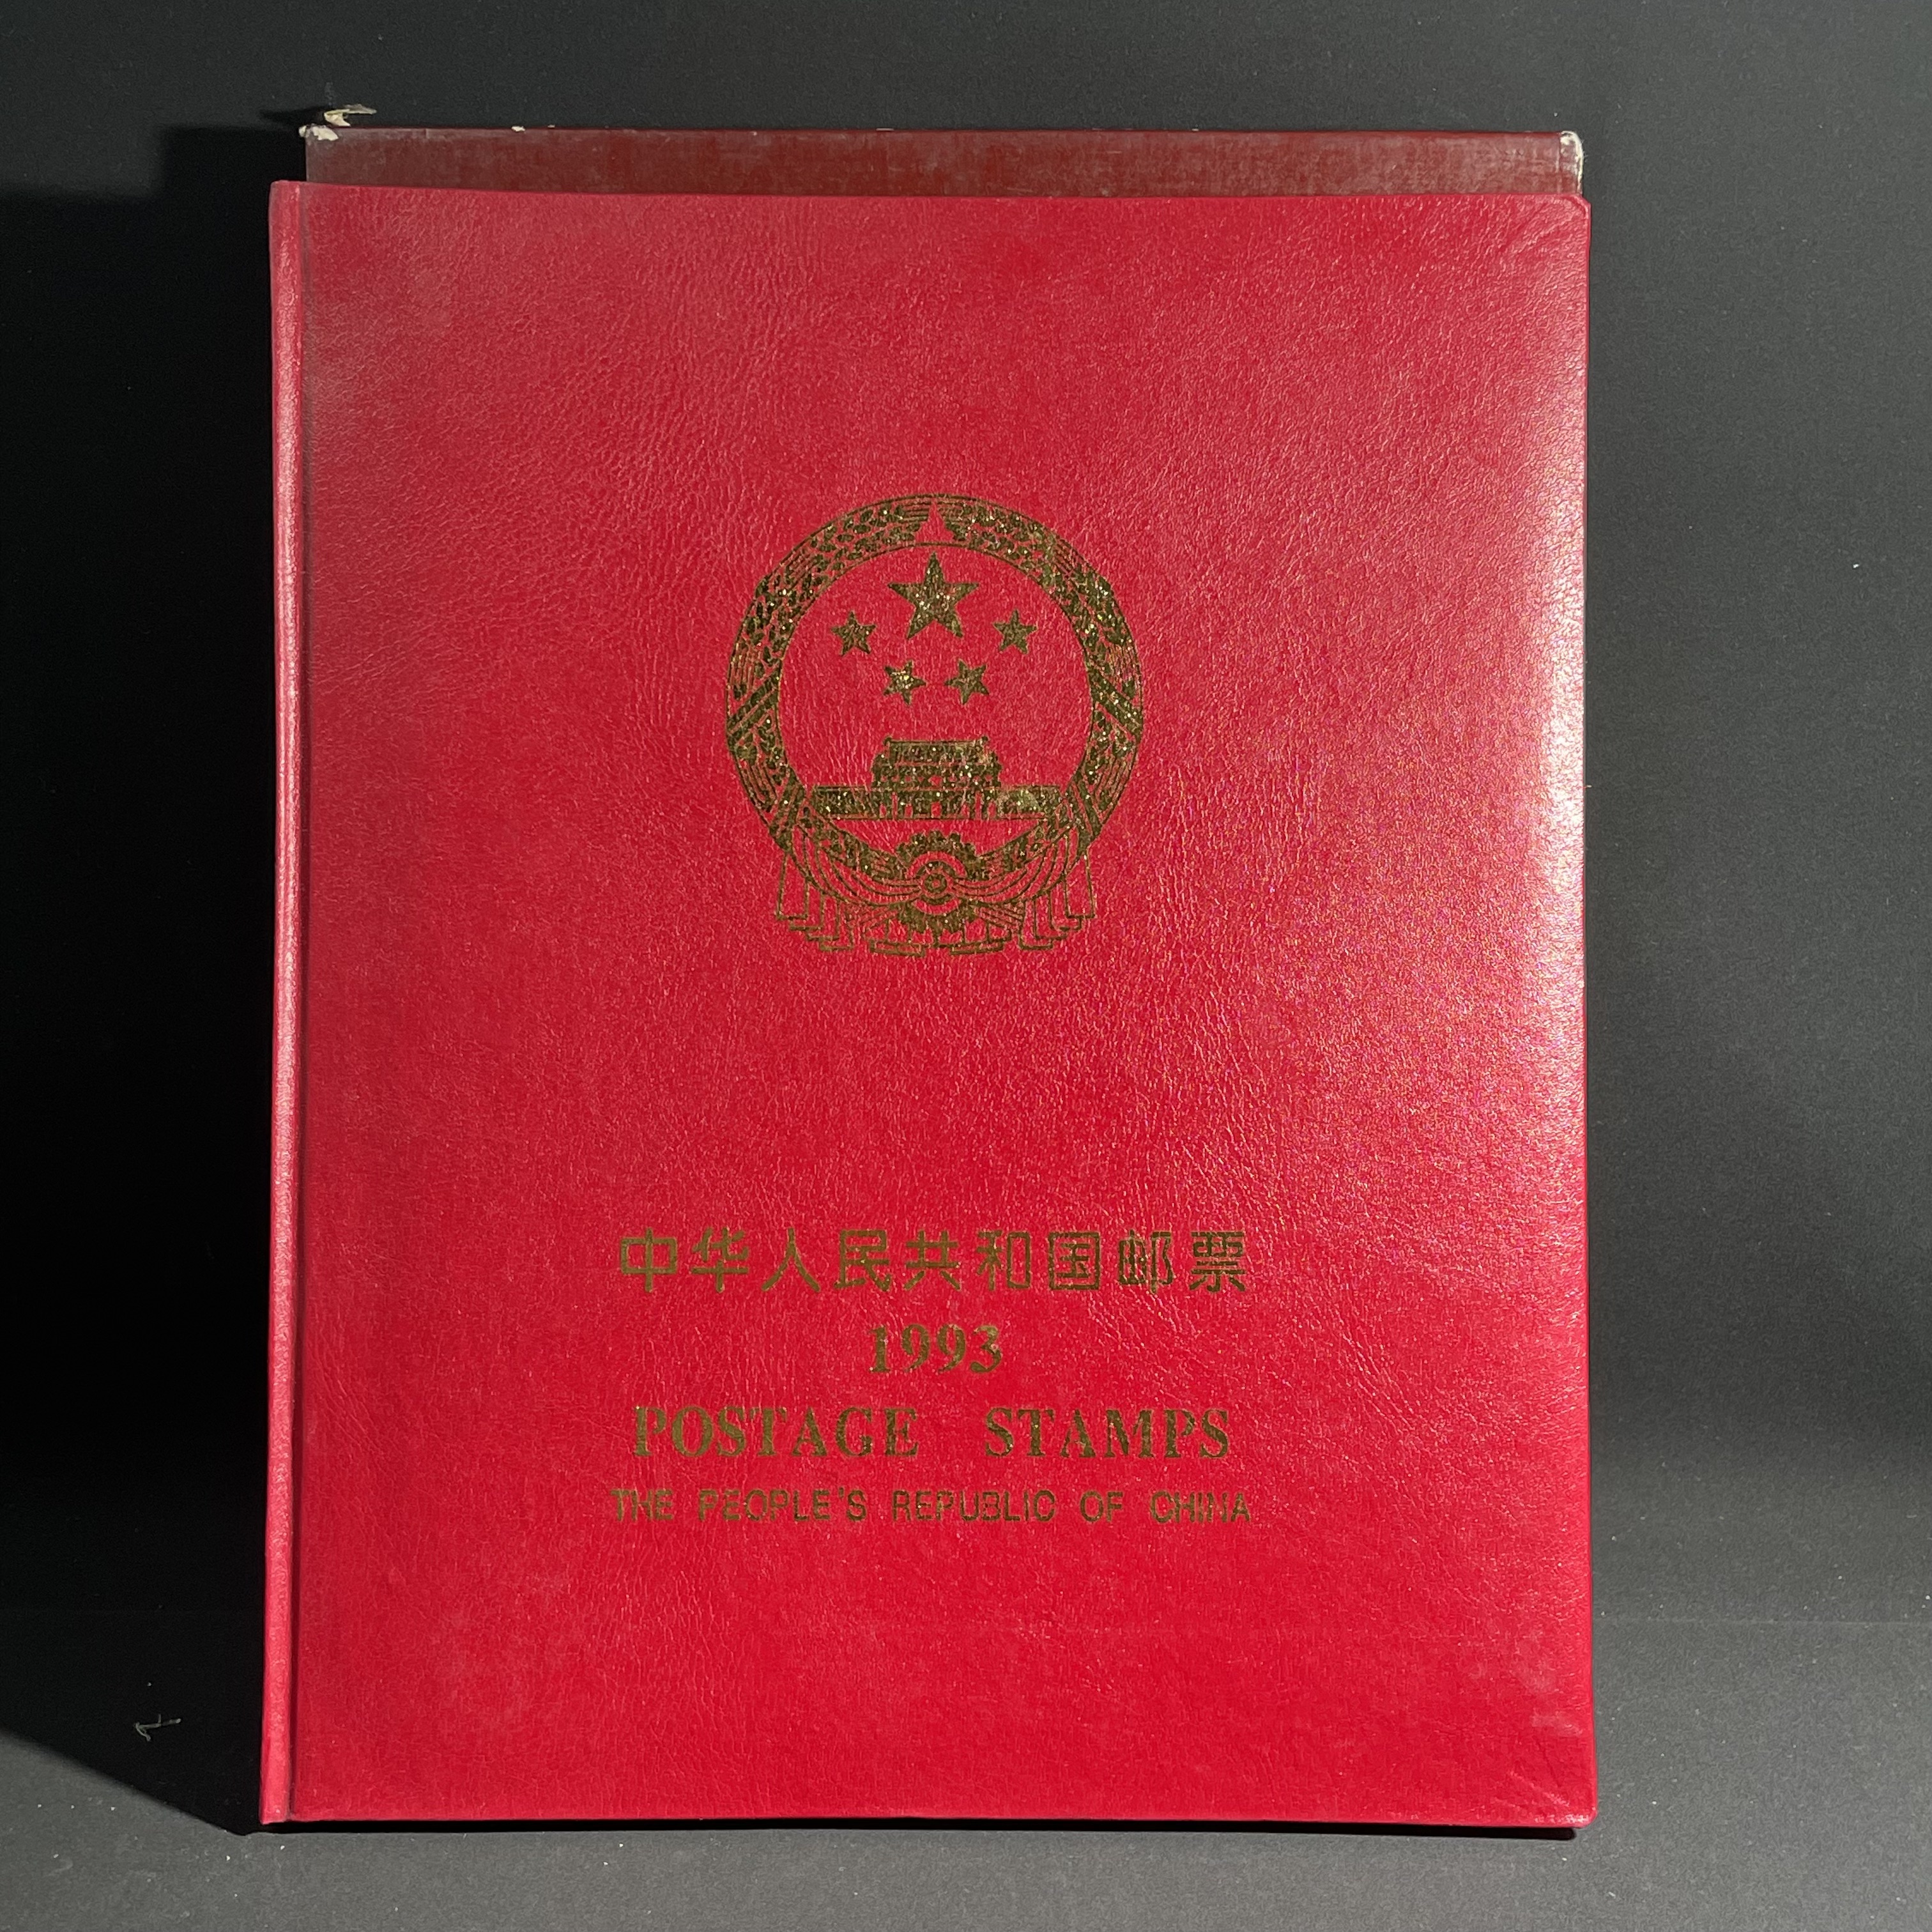 中华人民共和国邮票
1993
POSTAGE STAMPS
THE PEOPLE'S REPUBLIC OF CHINA